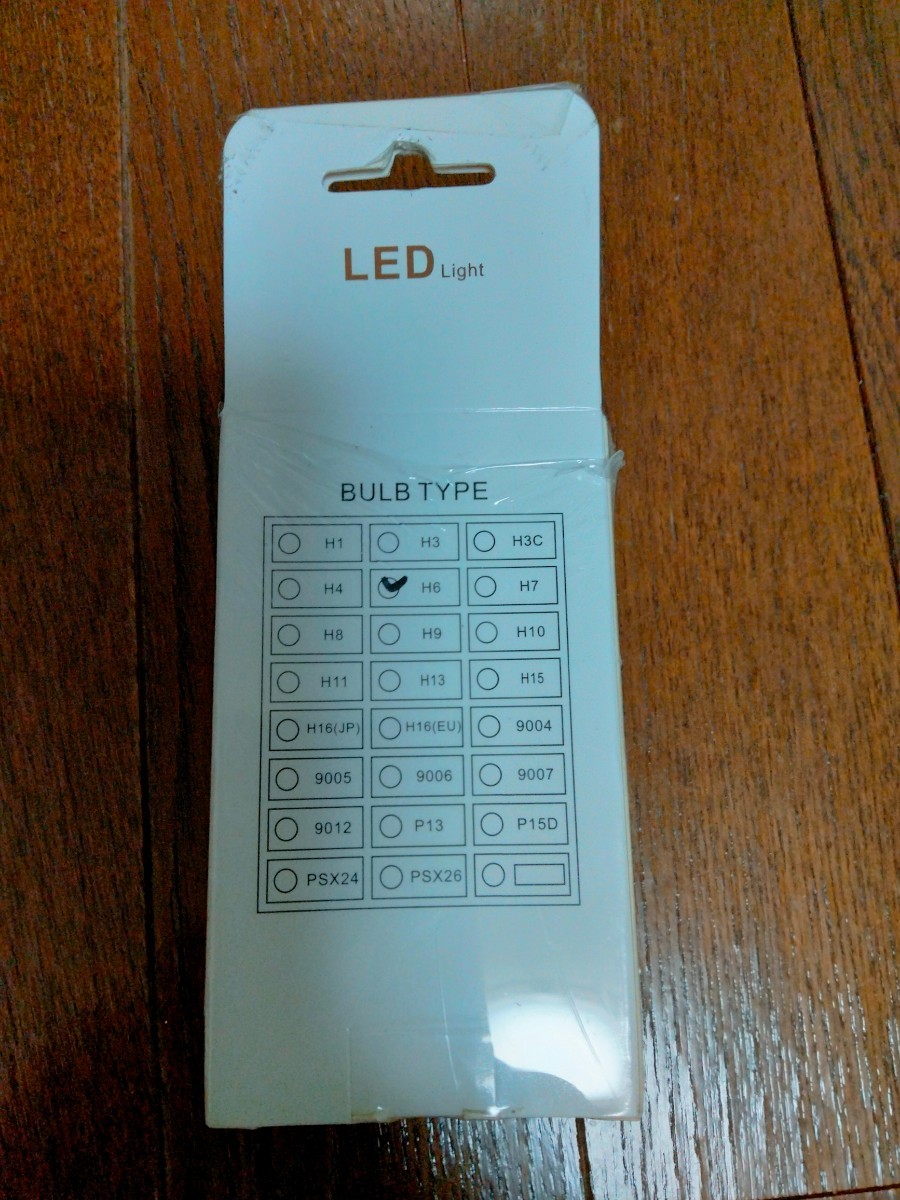 LED Light
BULB TYPE
H1 H3 H3C
H4 H6 H7
H8 H9 H10
H11 H13 H15
H16(JP) H16(EU) 9004
9005 9006 9007
9012 P13 P15D
PSX24 PSX26